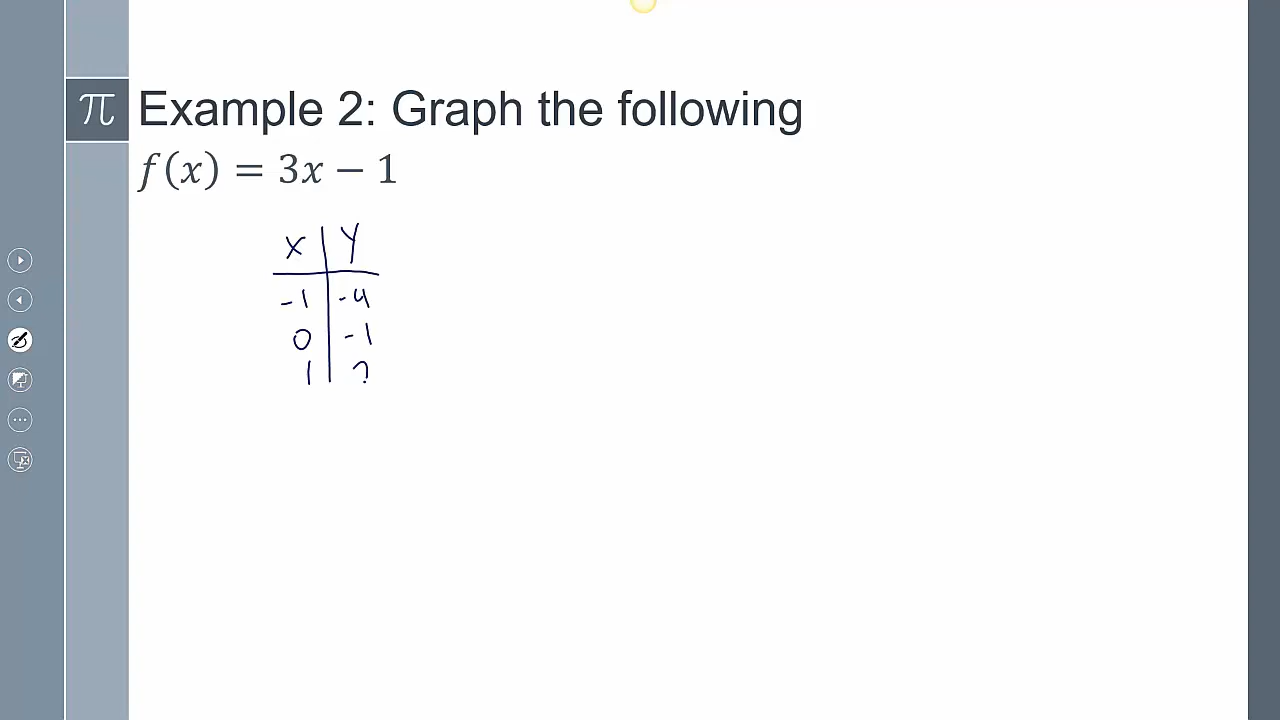 π Example 2: Graph the following
f(x) = 3x − 1
x | y
-1 | -4
0 | -1
1 | ?